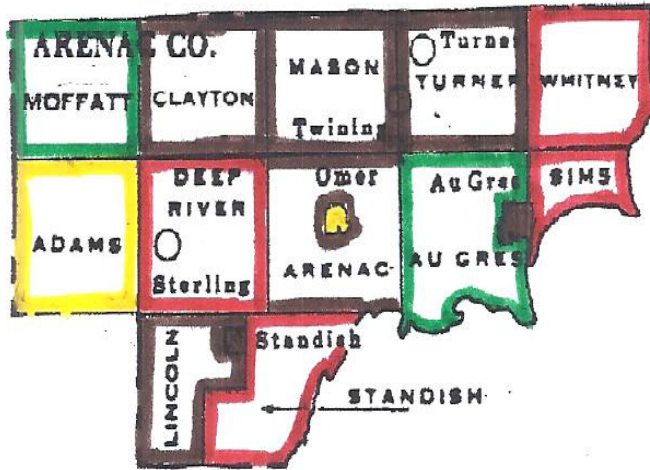 ARENAC CO.
MOFFATT
CLAYTON
MASON
Twining
Turner
TURNER
WHITNEY
ADAMS
DEEP
RIVER
Sterling
Omer
ARENAC
Au Gres
AU GRES
SIMS
LINCOLN
Standish
STANDISH